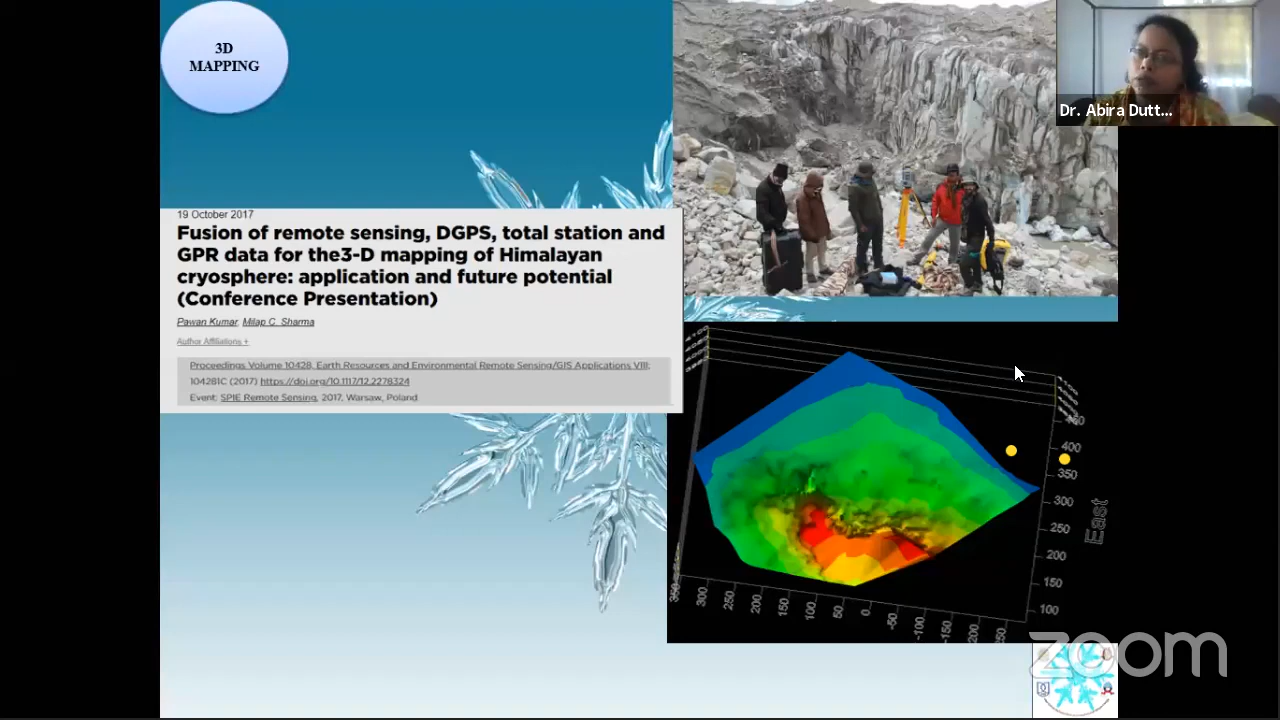 3D
MAPPING
Dr. Abira Dutt...
19 October 2017
Fusion of remote sensing, DGPS, total station and
GPR data for the3-D mapping of Himalayan
cryosphere: application and future potential
(Conference Presentation)
Pawan Kumar, Milap C. Sharma
Author Affiliations +
Proceedings Volume 10428, Earth Resources and Environmental Remote Sensing/GIS Applications VIII;
104281C (2017) https://doi.org/10.1117/12.2278324
Event: SPIE Remote Sensing, 2017, Warsaw, Poland
400
350
300
250
200
150
100
East
350
300
250
200
150
100
50
0
-50
-100
-150
zoom